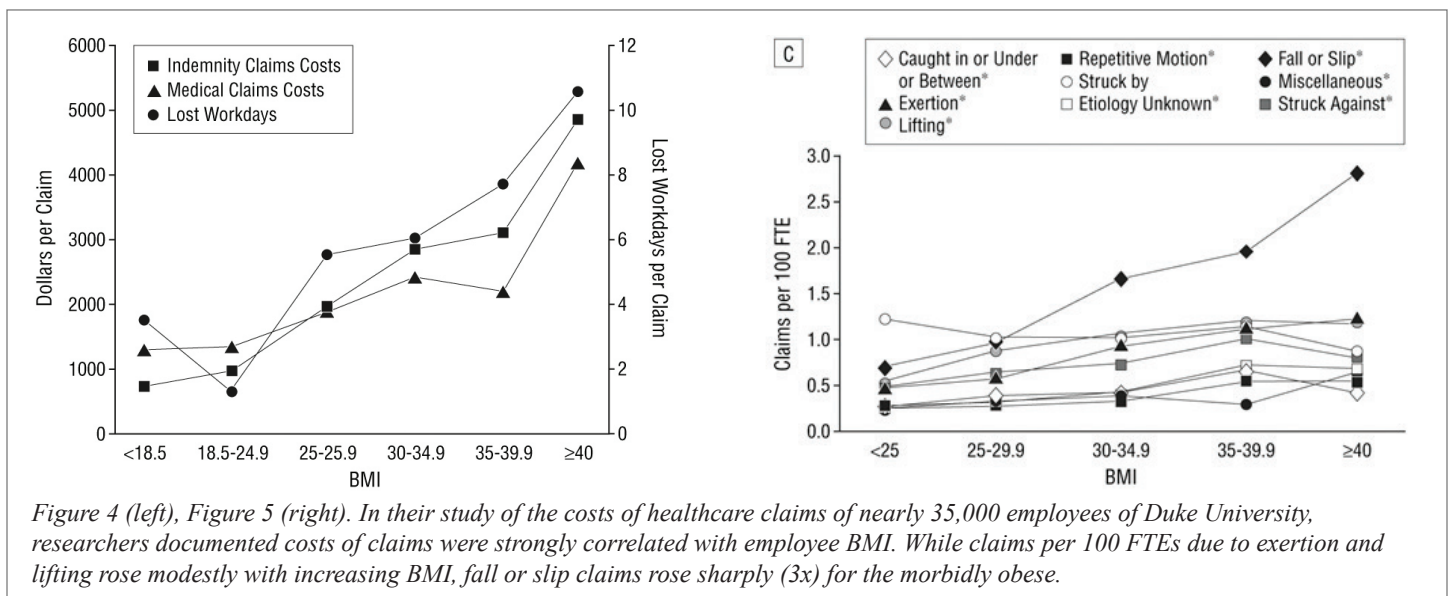 6000
5000
4000
3000
2000
1000
0
Dollars per Claim
Indemnity Claims Costs
Medical Claims Costs
Lost Workdays
12
10
8
6
4
2
0
Lost Workdays per Claim
<18.5 18.5-24.9 25-25.9 30-34.9 35-39.9 ≥40
BMI
C
Caught in or Under
or Between*
Exertion*
Lifting*
Repetitive Motion*
Struck by
Etiology Unknown*
Fall or Slip*
Miscellaneous*
Struck Against*
3.0
2.5
2.0
1.5
1.0
0.5
0.0
Claims per 100 FTE
<25 25-29.9 30-34.9 35-39.9 ≥40
BMI
Figure 4 (left), Figure 5 (right). In their study of the costs of healthcare claims of nearly 35,000 employees of Duke University,
researchers documented costs of claims were strongly correlated with employee BMI. While claims per 100 FTEs due to exertion and
lifting rose modestly with increasing BMI, fall or slip claims rose sharply (3x) for the morbidly obese.